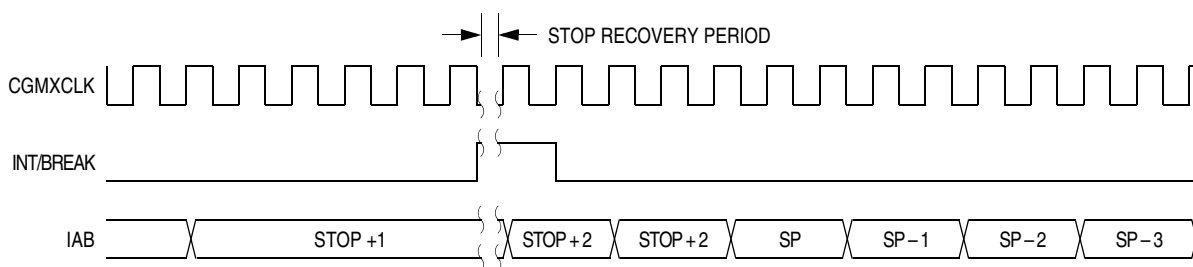 STOP RECOVERY PERIOD
CGMXCLK
INT/BREAK
IAB STOP +1 STOP + 2 STOP + 2 SP SP – 1 SP – 2 SP – 3